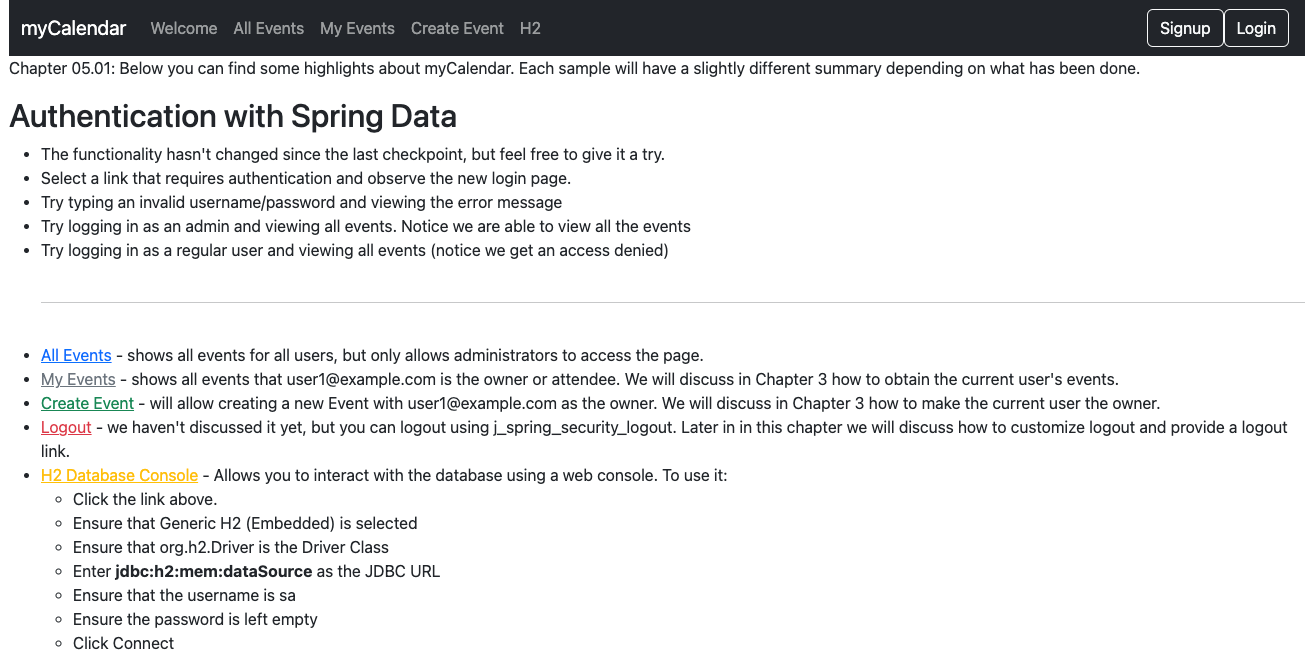 myCalendar Welcome All Events My Events Create Event H2 Signup Login
Chapter 05.01: Below you can find some highlights about myCalendar. Each sample will have a slightly different summary depending on what has been done.
Authentication with Spring Data
The functionality hasn't changed since the last checkpoint, but feel free to give it a try.
Select a link that requires authentication and observe the new login page.
Try typing an invalid username/password and viewing the error message
Try logging in as an admin and viewing all events. Notice we are able to view all the events
Try logging in as a regular user and viewing all events (notice we get an access denied)
All Events - shows all events for all users, but only allows administrators to access the page.
My Events - shows all events that user1@example.com is the owner or attendee. We will discuss in Chapter 3 how to obtain the current user's events.
Create Event - will allow creating a new Event with user1@example.com as the owner. We will discuss in Chapter 3 how to make the current user the owner.
Logout - we haven't discussed it yet, but you can logout using j_spring_security_logout. Later in in this chapter we will discuss how to customize logout and provide a logout
link.
H2 Database Console - Allows you to interact with the database using a web console. To use it:
Click the link above.
Ensure that Generic H2 (Embedded) is selected
Ensure that org.h2.Driver is the Driver Class
Enter jdbc:h2:mem:dataSource as the JDBC URL
Ensure that the username is sa
Ensure the password is left empty
Click Connect